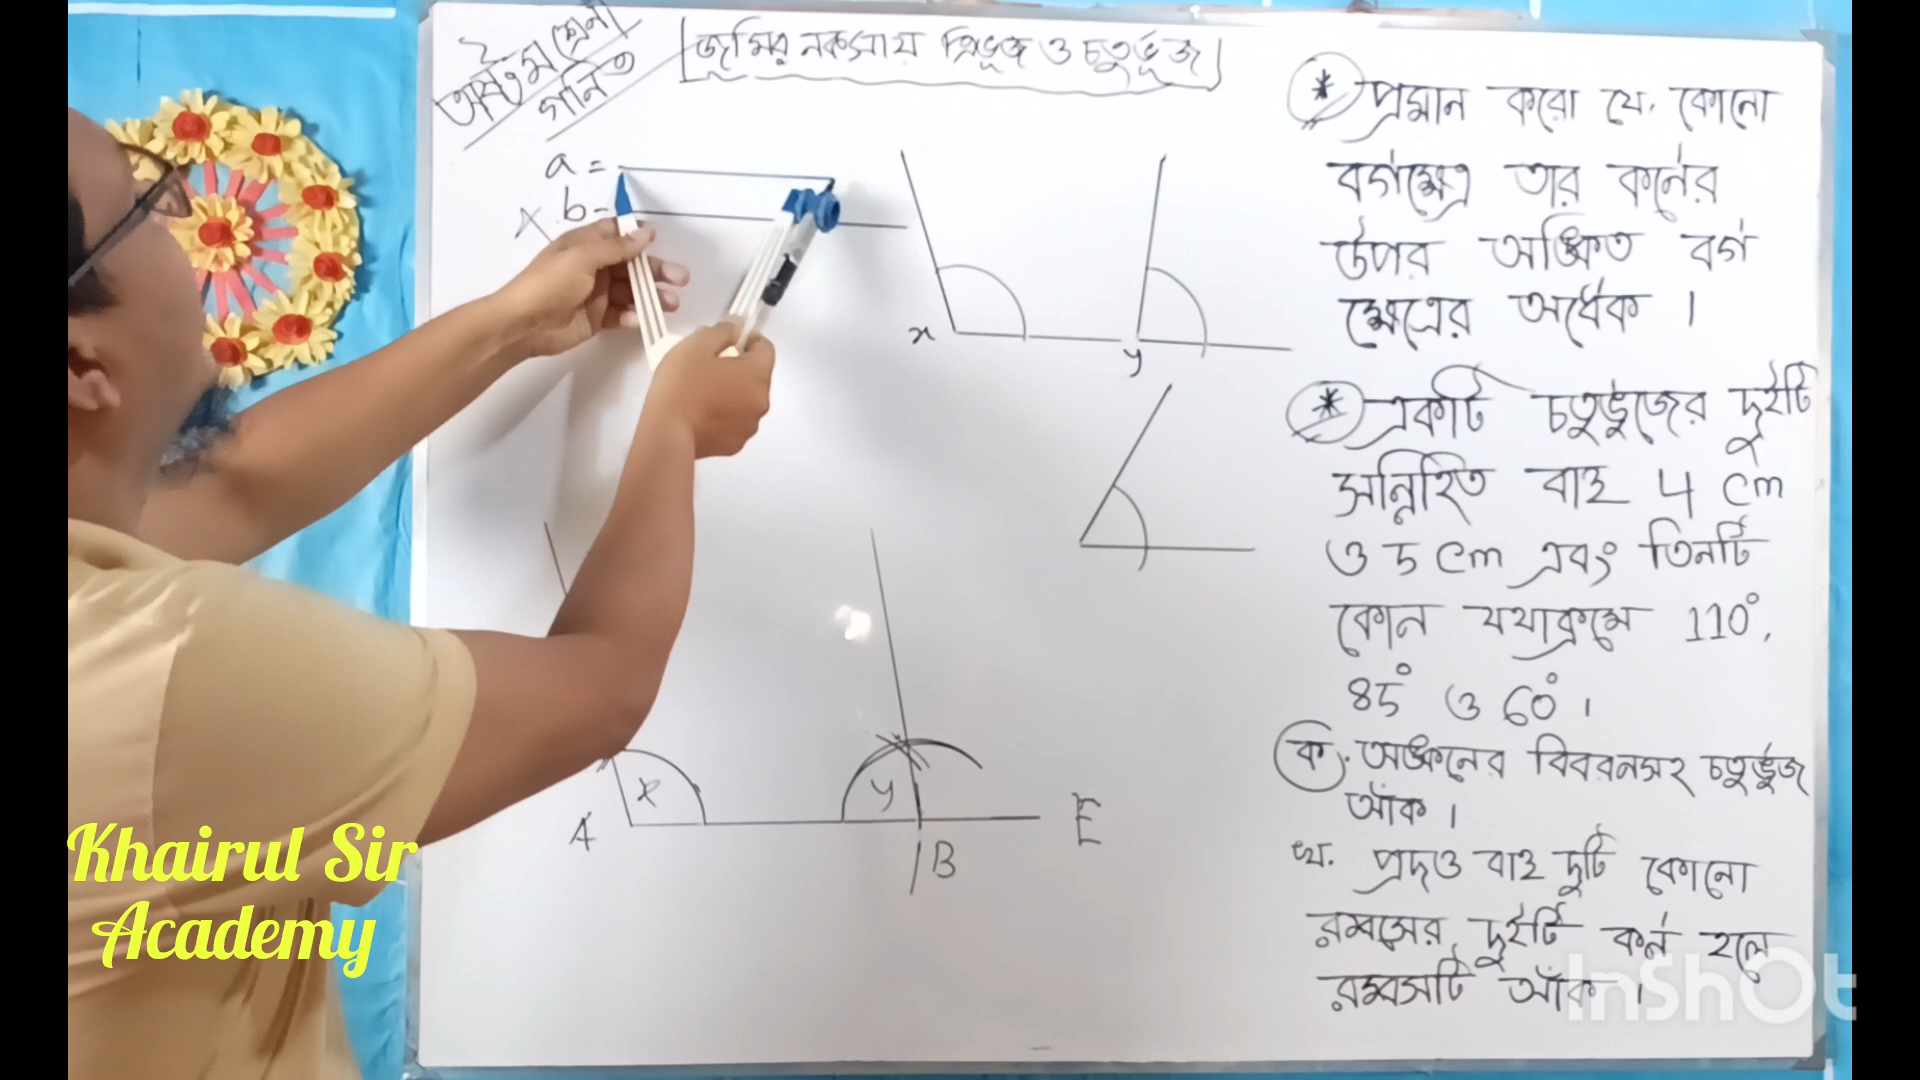 অষ্টম শ্রেনী
গনিত
জমির নকসায় ত্রিভূজ ও চতুর্ভূজ
a =
b -
x
y
x
y
A
B
E
* প্রমান করো যে, কোনো
বর্গক্ষেত্র তার কর্নের
উপর অঙ্কিত বর্গ
ক্ষেত্রের অর্ধেক ।
* একটি চতুর্ভুজের দুইটি
সন্নিহিত বাহু 4 cm
ও 5 cm এবং তিনটি
কোন যথাক্রমে 110°,
85° ও 60° ।
ক. অঙ্কনের বিবরনসহ চতুর্ভুজ
আঁক ।
খ. প্রদত্ত বাহু দুটি কোনো
রম্বসের দুইটি কর্ন হলে
রম্বসটি আঁক ।
Khairul Sir
Academy
InShOt